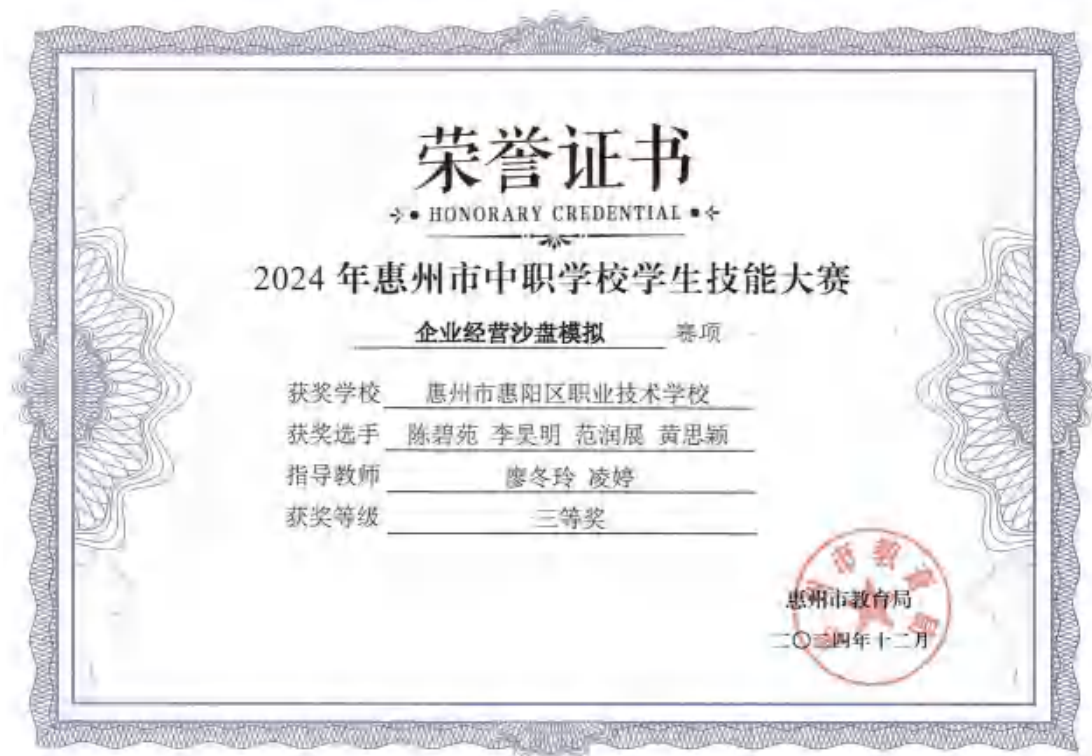 荣誉证书
HONORARY CREDENTIAL
2024 年惠州市中职学校学生技能大赛
企业经营沙盘模拟 赛项
获奖学校 惠州市惠阳区职业技术学校
获奖选手 陈碧苑 李昊明 范润展 黄思颖
指导教师 廖冬玲 凌婷
获奖等级 三等奖
惠州市教育局
二〇二四年十二月